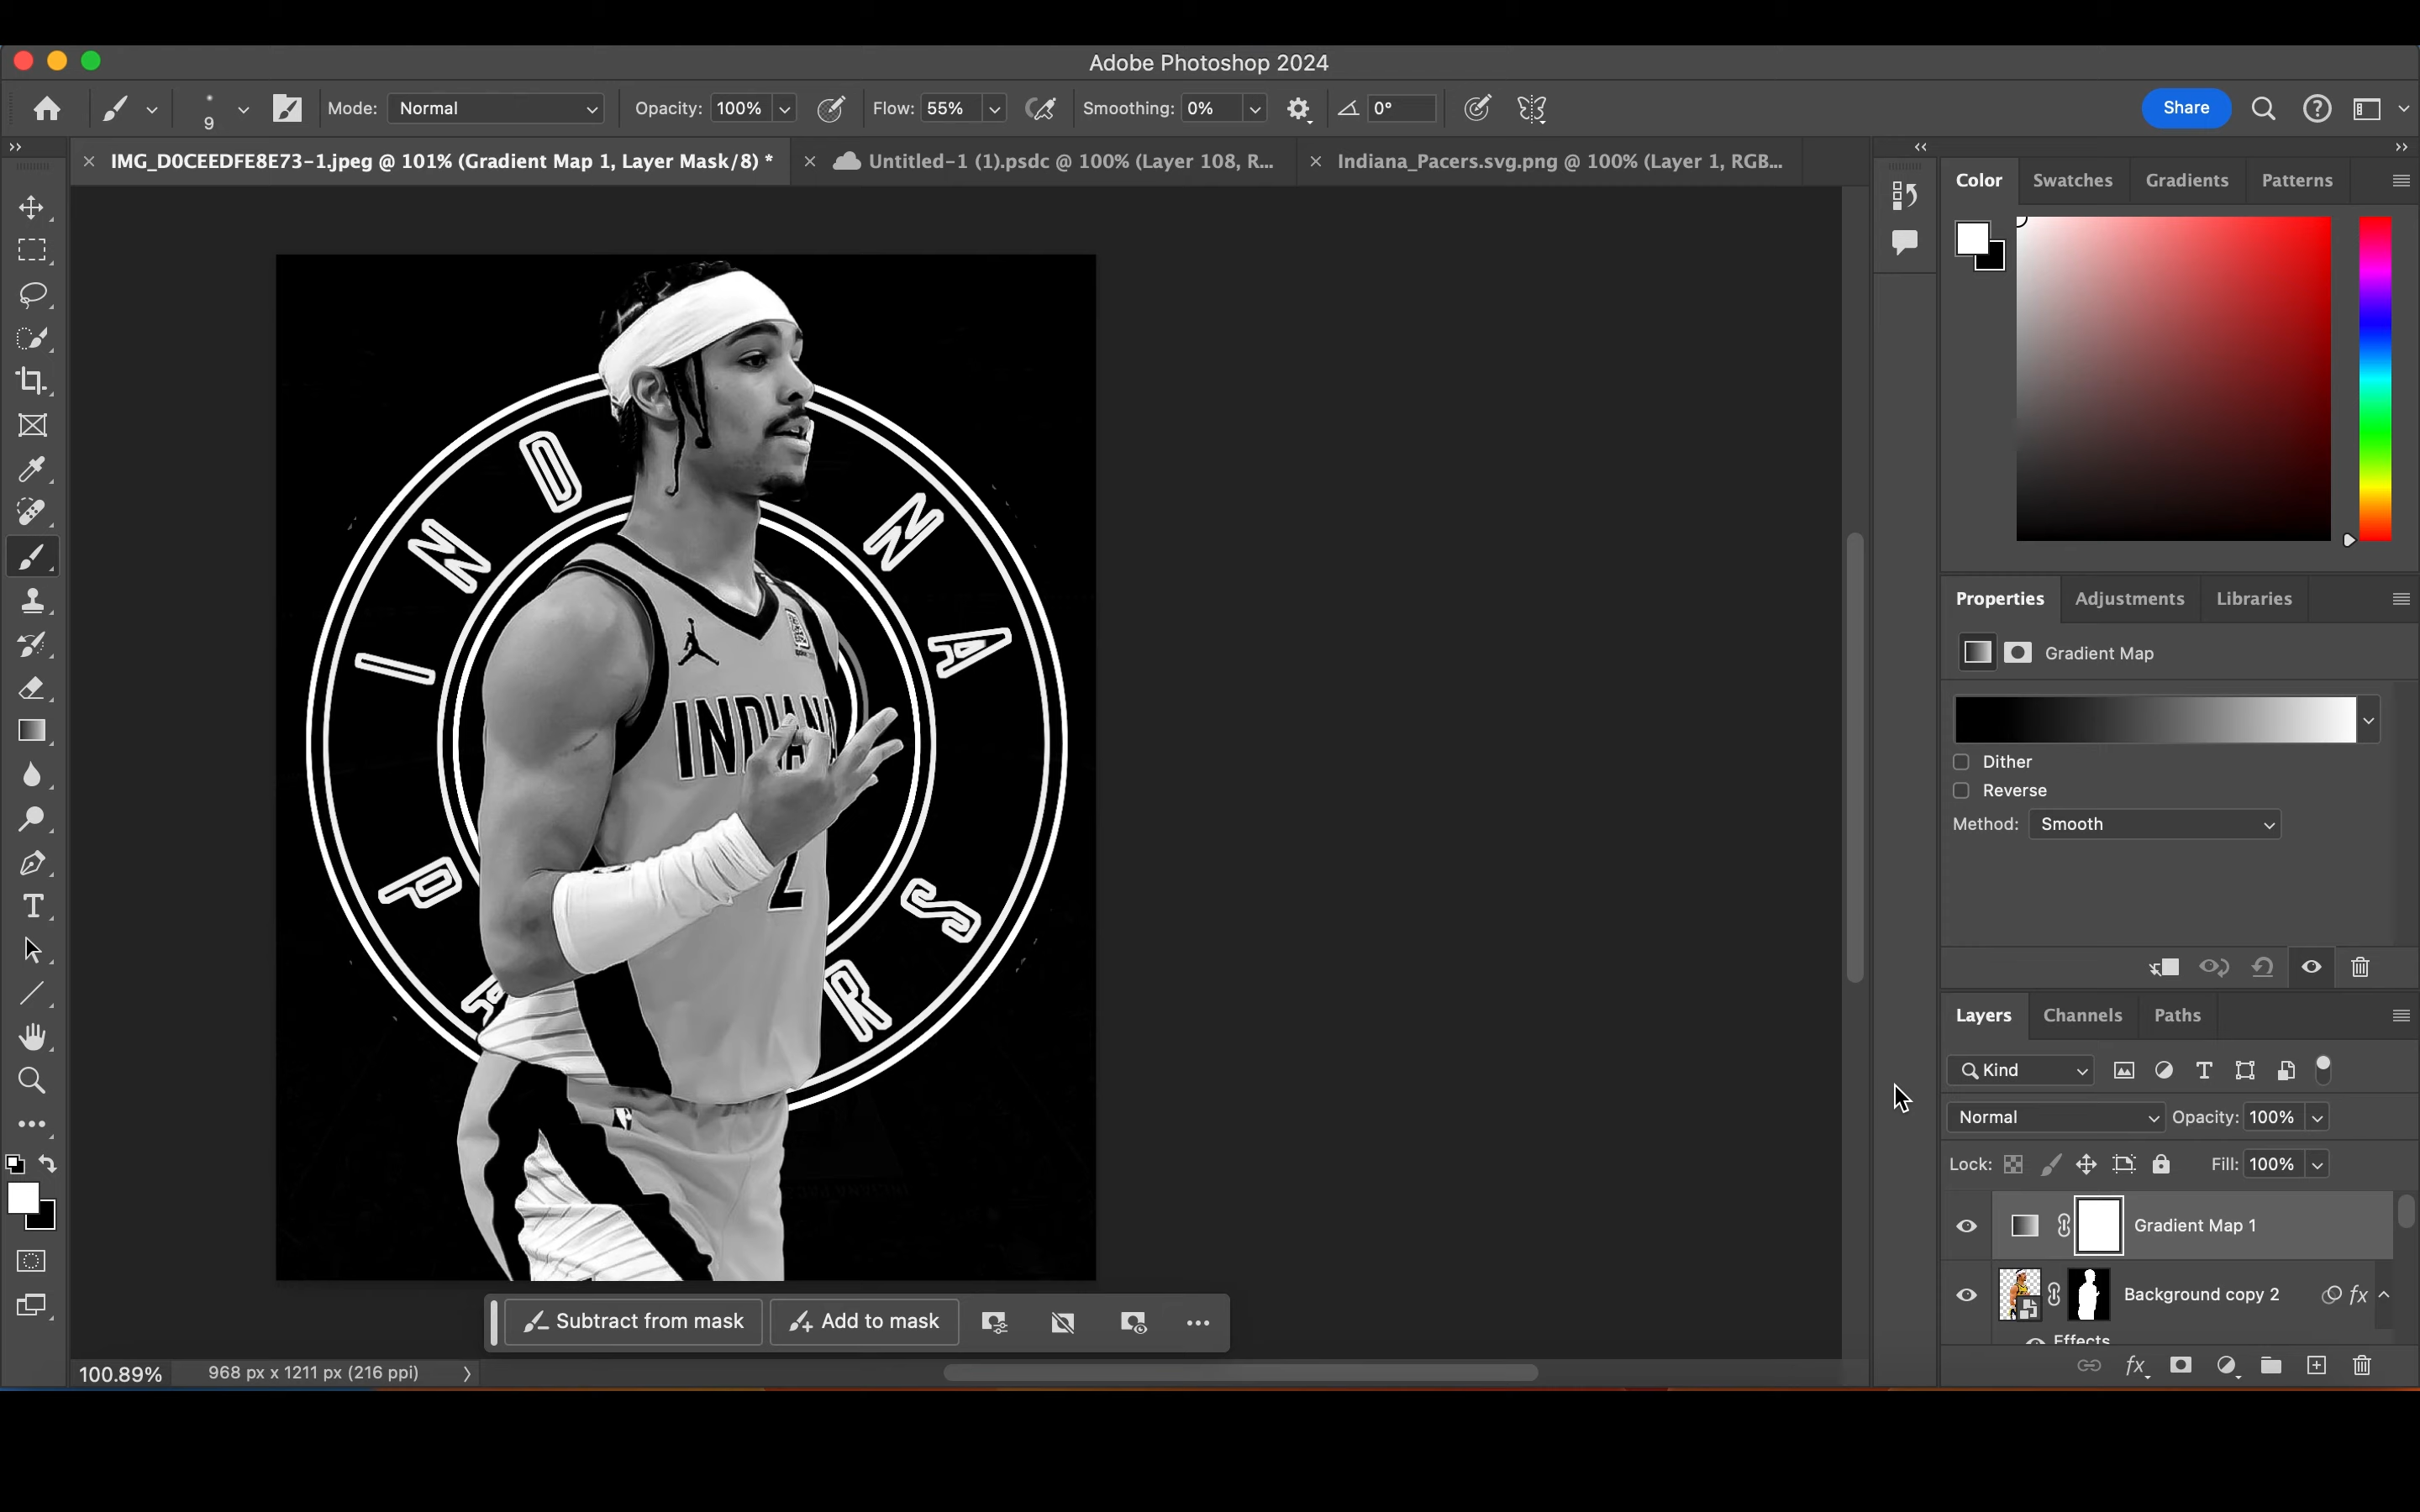 Adobe Photoshop 2024
9
Mode: Normal
Opacity: 100%
Flow: 55%
Smoothing: 0%
0°
Share
IMG_D0CEEDFE8E73-1.jpeg @ 101% (Gradient Map 1, Layer Mask/8) *
Untitled-1 (1).psdc @ 100% (Layer 108, R...
Indiana_Pacers.svg.png @ 100% (Layer 1, RGB...
Color
Swatches
Gradients
Patterns
INDIANA
2
Properties
Adjustments
Libraries
Gradient Map
Dither
Reverse
Method: Smooth
Layers
Channels
Paths
Kind
Normal
Opacity: 100%
Lock:
Fill: 100%
Gradient Map 1
Background copy 2
fx
Effects
Subtract from mask
Add to mask
100.89%
968 px x 1211 px (216 ppi)
fx